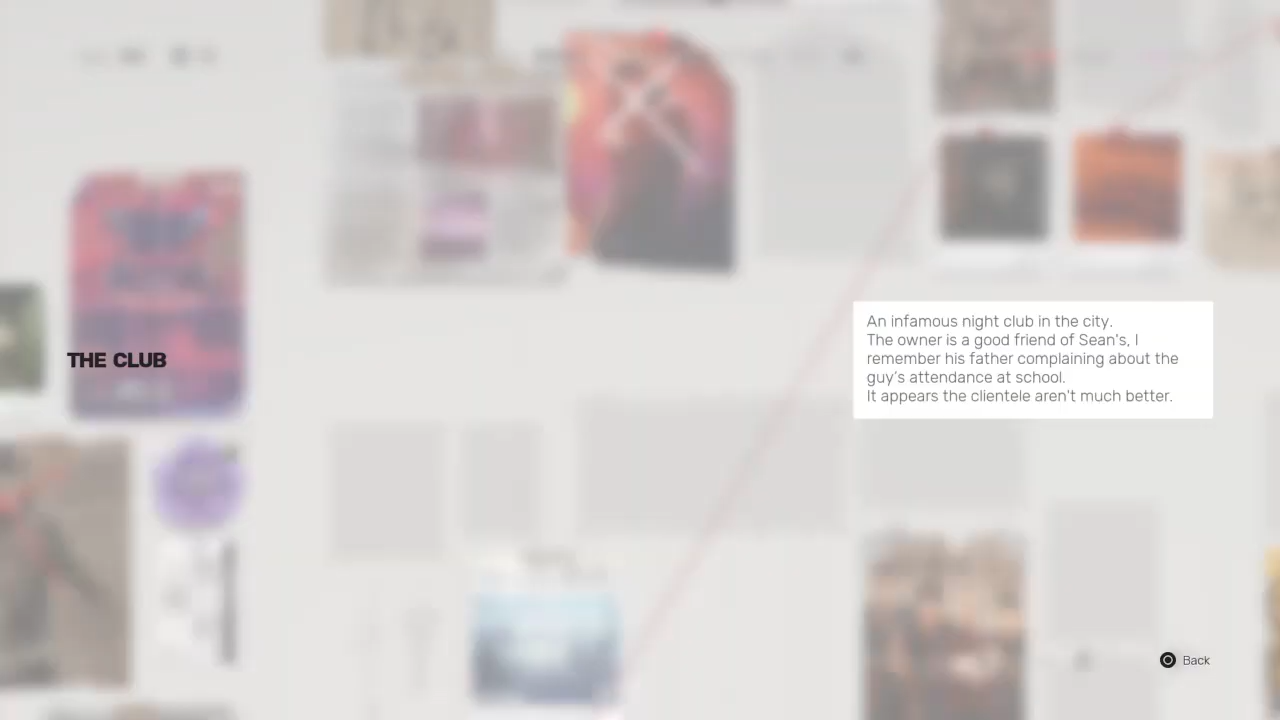 THE CLUB
An infamous night club in the city.
The owner is a good friend of Sean's, I
remember his father complaining about the
guy's attendance at school.
It appears the clientele aren't much better.
Back